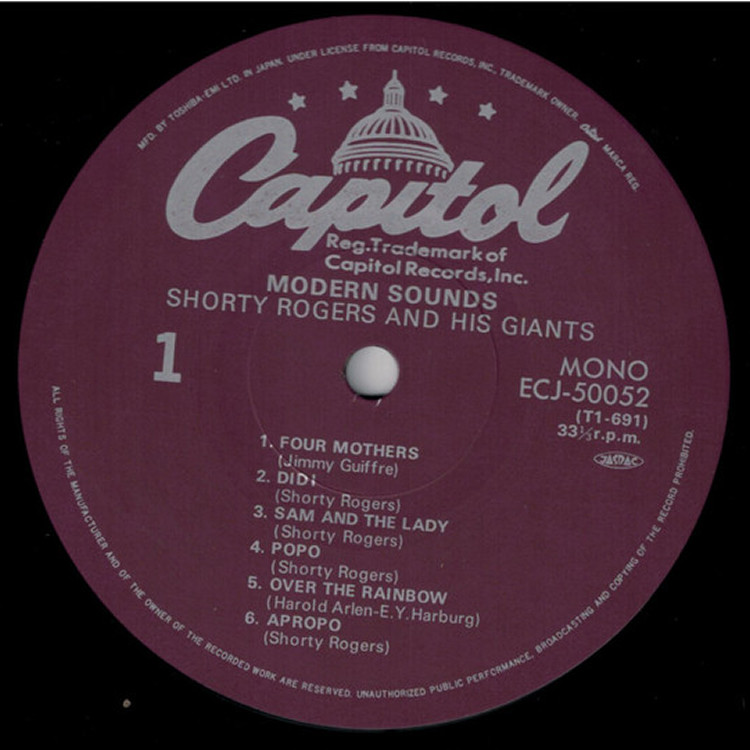 MFD. BY TOSHIBA-EMI LTD. IN JAPAN. UNDER LICENSE FROM CAPITOL RECORDS, INC., TRADEMARK OWNER. Capitol MARCA REG.
Capitol
Reg.Trademark of
Capitol Records,Inc.
MODERN SOUNDS
SHORTY ROGERS AND HIS GIANTS
1
MONO
ECJ-50052
(T1-691)
33⅓r.p.m.
JASRAC
1. FOUR MOTHERS
(Jimmy Guiffre)
2. DIDI
(Shorty Rogers)
3. SAM AND THE LADY
(Shorty Rogers)
4. POPO
(Shorty Rogers)
5. OVER THE RAINBOW
(Harold Arlen-E.Y.Harburg)
6. APROPO
(Shorty Rogers)
ALL RIGHTS OF THE MANUFACTURER AND OF THE OWNER OF THE RECORDED WORK ARE RESERVED. UNAUTHORIZED PUBLIC PERFORMANCE, BROADCASTING AND COPYING OF THE RECORD PROHIBITED.